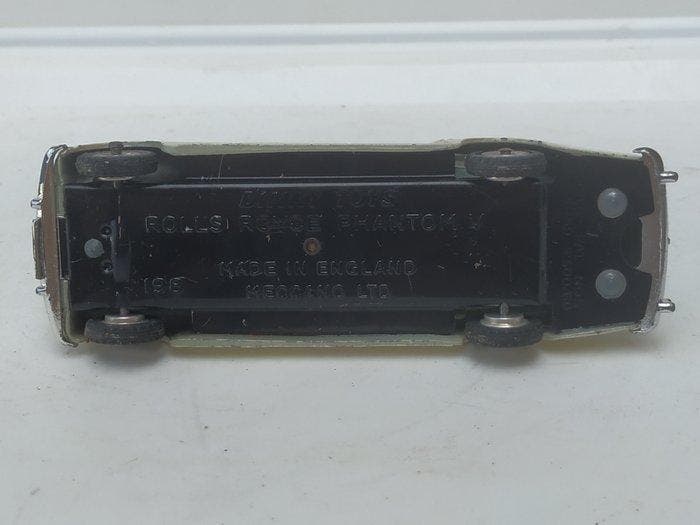 DINKY TOYS
ROLLS ROYCE PHANTOM V
MADE IN ENGLAND
MECCANO LTD
198